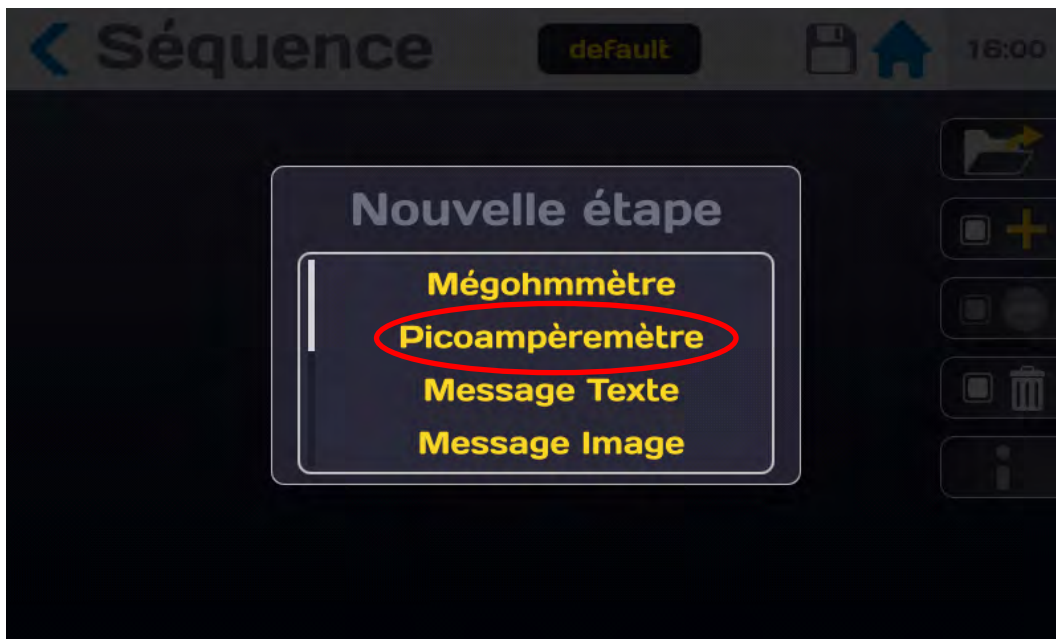 Séquence
default
16:00
Nouvelle étape
Mégohmmètre
Picoampèremètre
Message Texte
Message Image